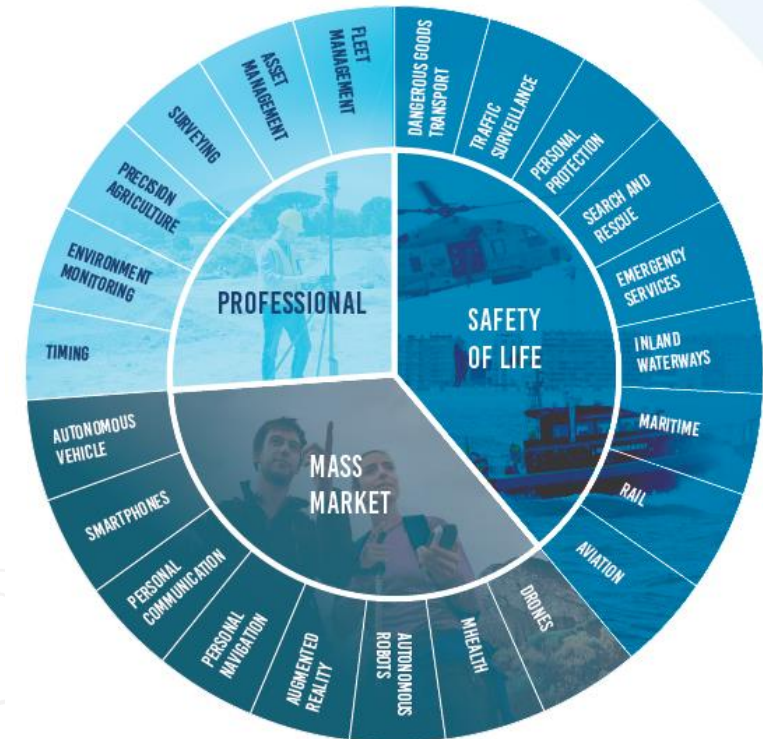 FLEET
MANAGEMENT
ASSET
MANAGEMENT
SURVEYING
PRECISION
AGRICULTURE
ENVIRONMENT
MONITORING
TIMING
PROFESSIONAL
DANGEROUS GOODS
TRANSPORT
TRAFFIC
SURVEILLANCE
PERSONAL
PROTECTION
SEARCH AND
RESCUE
EMERGENCY
SERVICES
INLAND
WATERWAYS
MARITIME
RAIL
AVIATION
SAFETY
OF LIFE
DRONES
MHEALTH
AUTONOMOUS
ROBOTS
AUGMENTED
REALITY
PERSONAL
NAVIGATION
PERSONAL
COMMUNICATION
SMARTPHONES
AUTONOMOUS
VEHICLE
MASS
MARKET